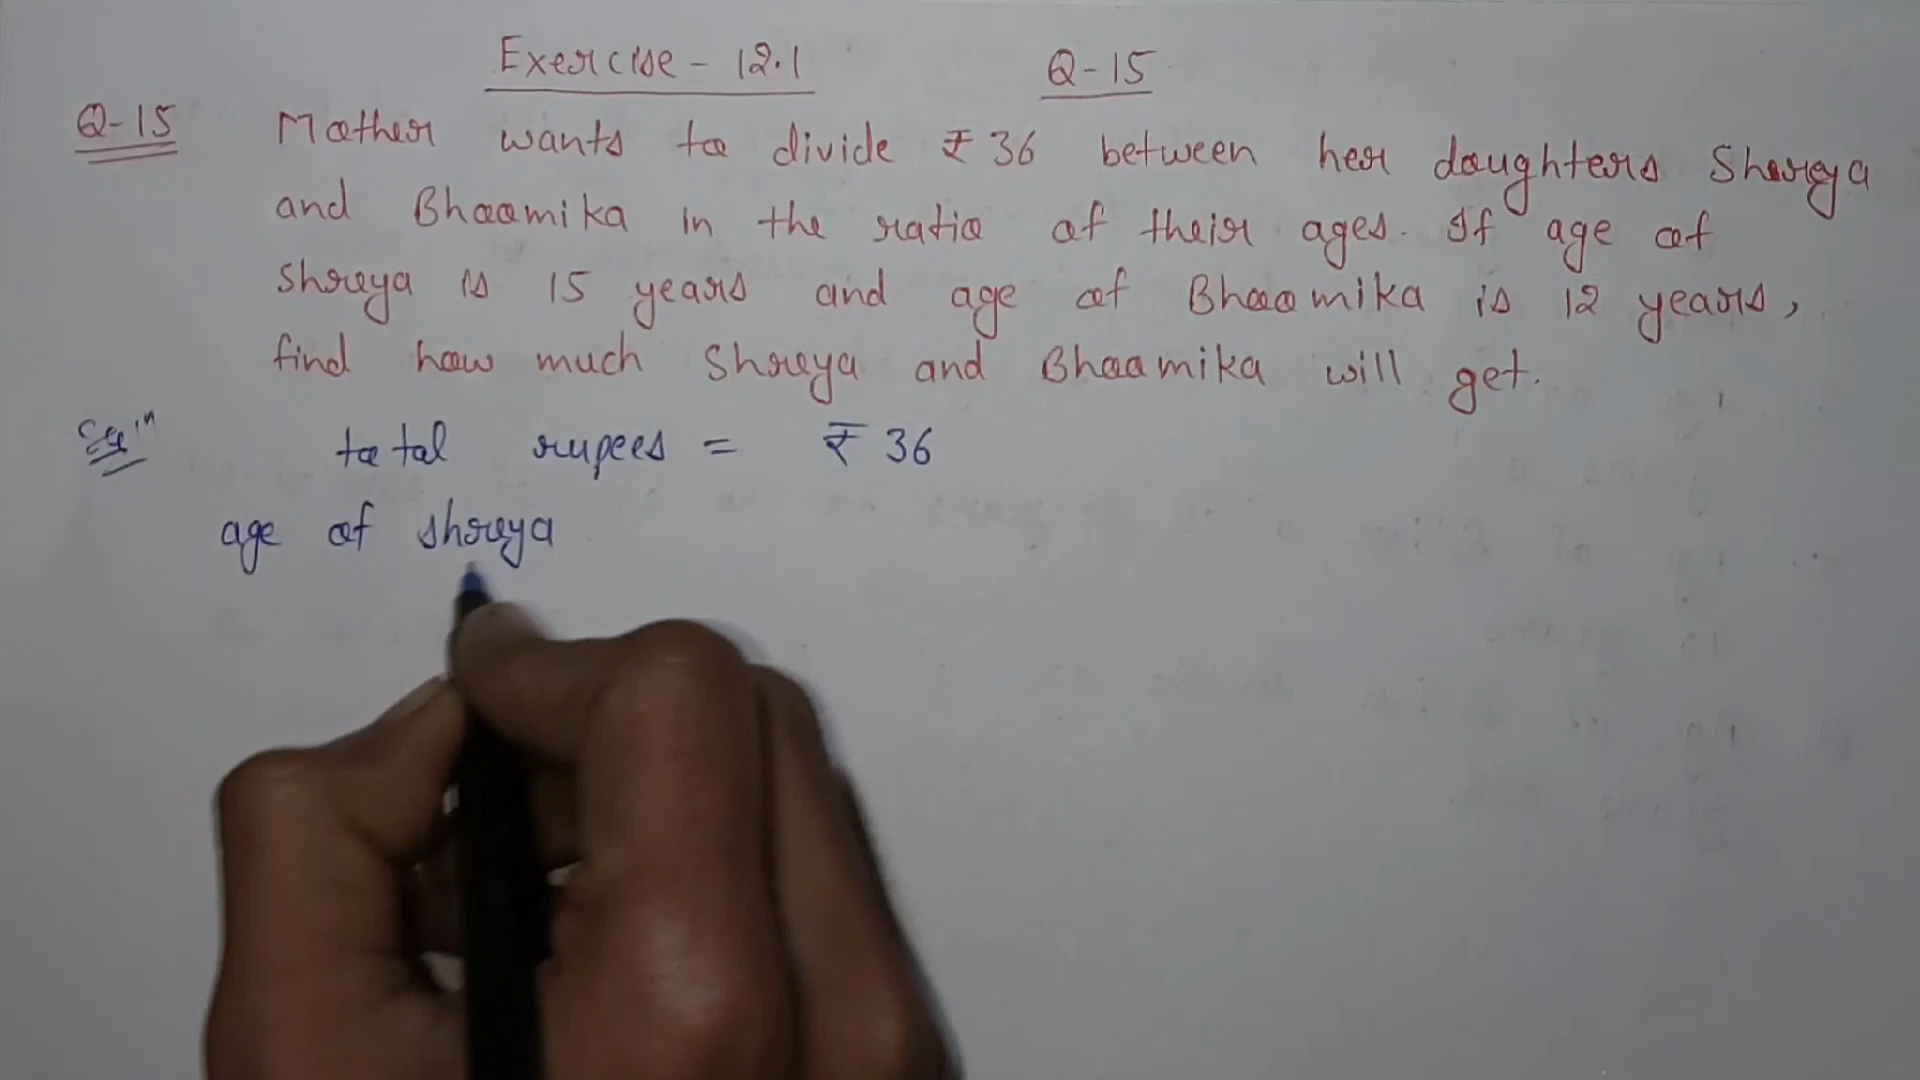 Exercise - 12.1 Q-15
Q-15 Mother wants to divide ₹ 36 between her daughters Shreya
and Bhoomika in the ratio of their ages. If age of
Shreya is 15 years and age of Bhoomika is 12 years,
find how much Shreya and Bhoomika will get.
Solⁿ total rupees = ₹ 36
age of shreya